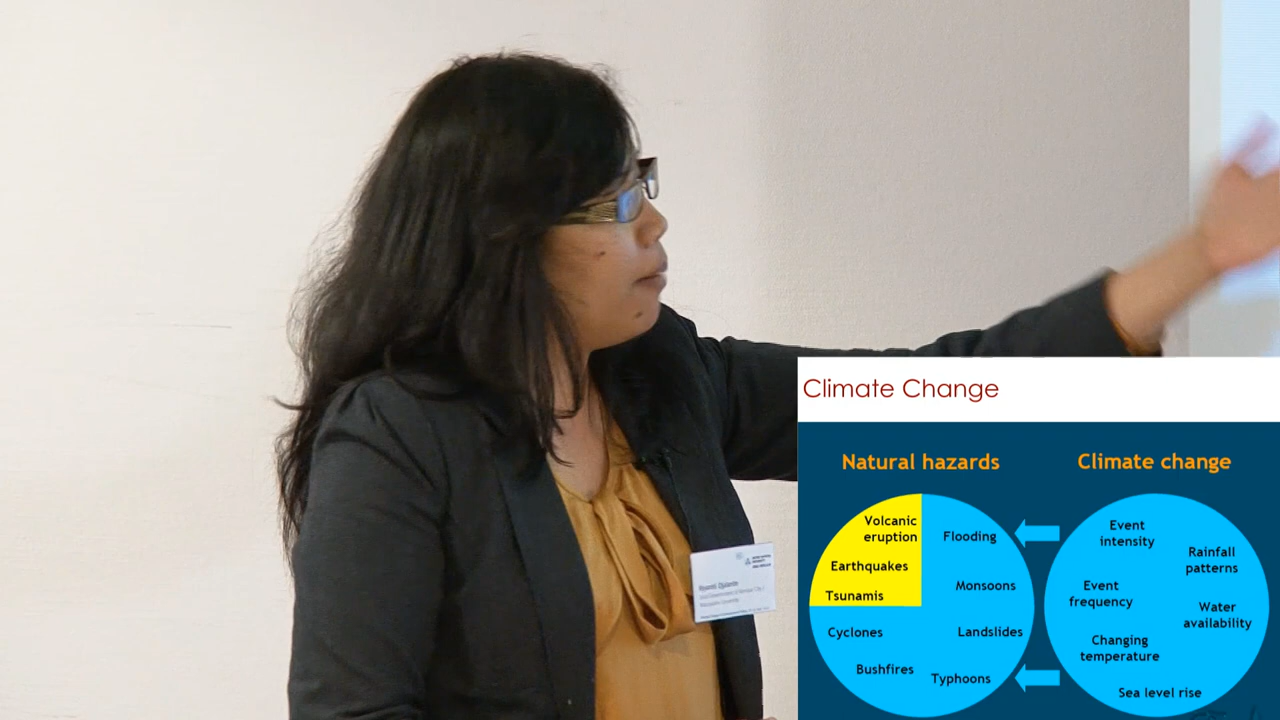 Climate Change
Natural hazards
Climate change
Volcanic
eruption
Earthquakes
Tsunamis
Flooding
Monsoons
Cyclones
Landslides
Bushfires
Typhoons
Event
intensity
Rainfall
patterns
Event
frequency
Water
availability
Changing
temperature
Sea level rise